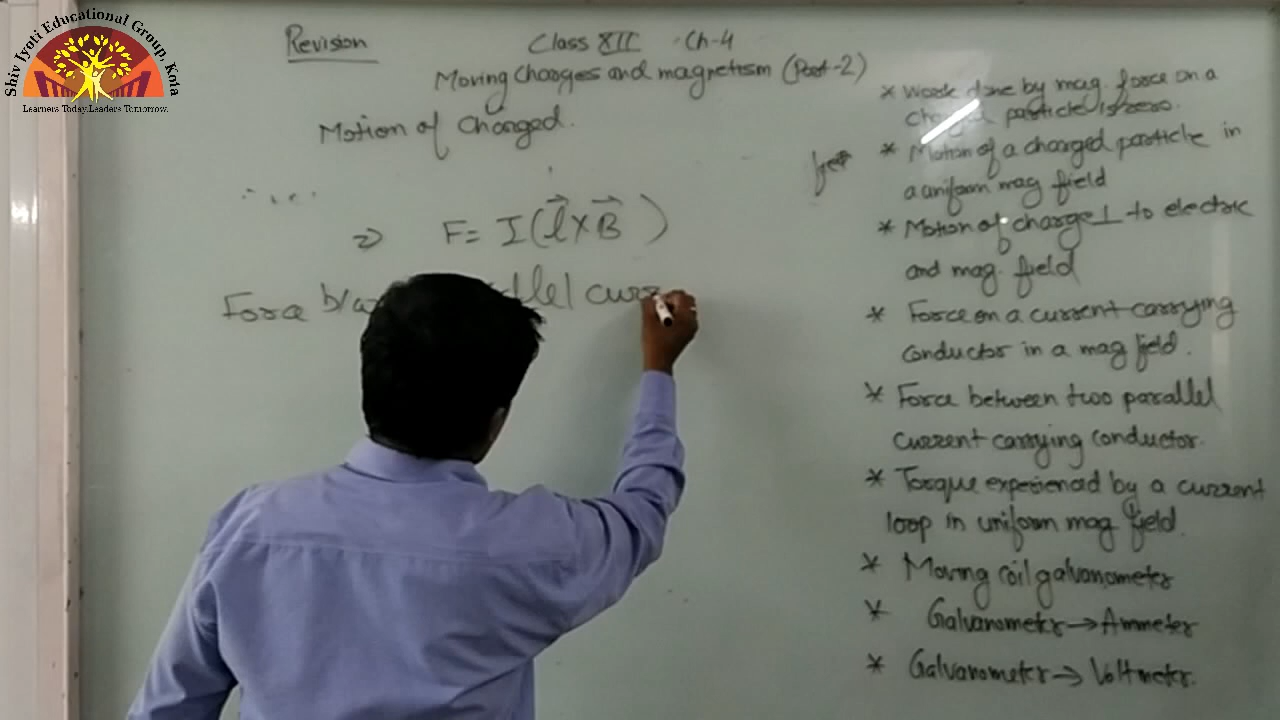 Shiv Jyoti Educational Group, Kota
Learners Today.Leaders Tomorrow.
Revision
Class XII Ch-4
Moving Charges and magnetism (Part-2)
Motion of Charged.
⇒ F = I(l⃗ × B⃗ )
Force b/w
curr
* Work done by mag. force on a
charged particle is zero.
* Motion of a charged particle in
a uniform mag field
* Motion of charge ⊥ to electric
and mag. field
* Force on a current carrying
conductor in a mag field.
* Force between two parallel
current carrying conductor.
* Torque experienced by a current
loop in uniform mag field.
* Moving coil galvanometer
* Galvanometer → Ammeter
* Galvanometer → Voltmeter.